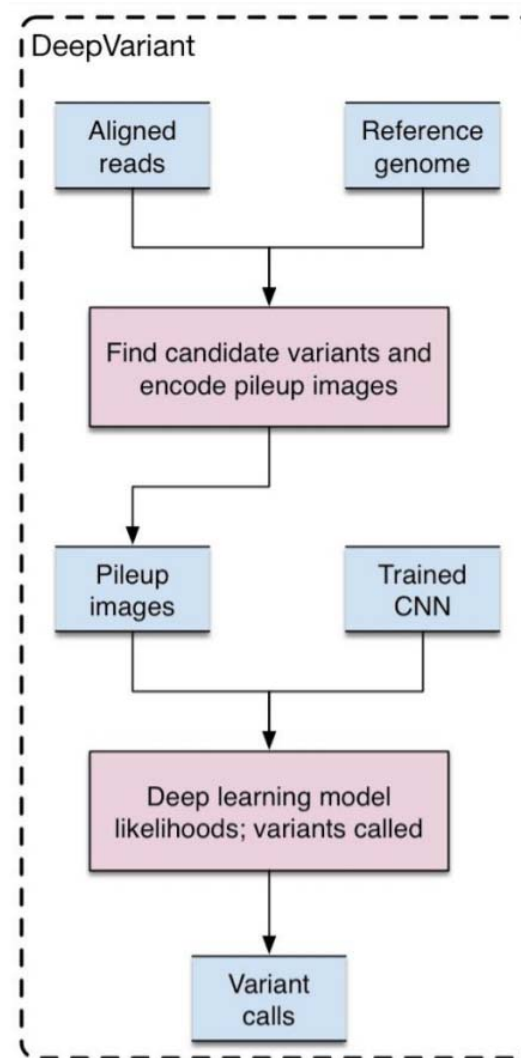 DeepVariant
Aligned
reads
Reference
genome
Find candidate variants and
encode pileup images
Pileup
images
Trained
CNN
Deep learning model
likelihoods; variants called
Variant
calls